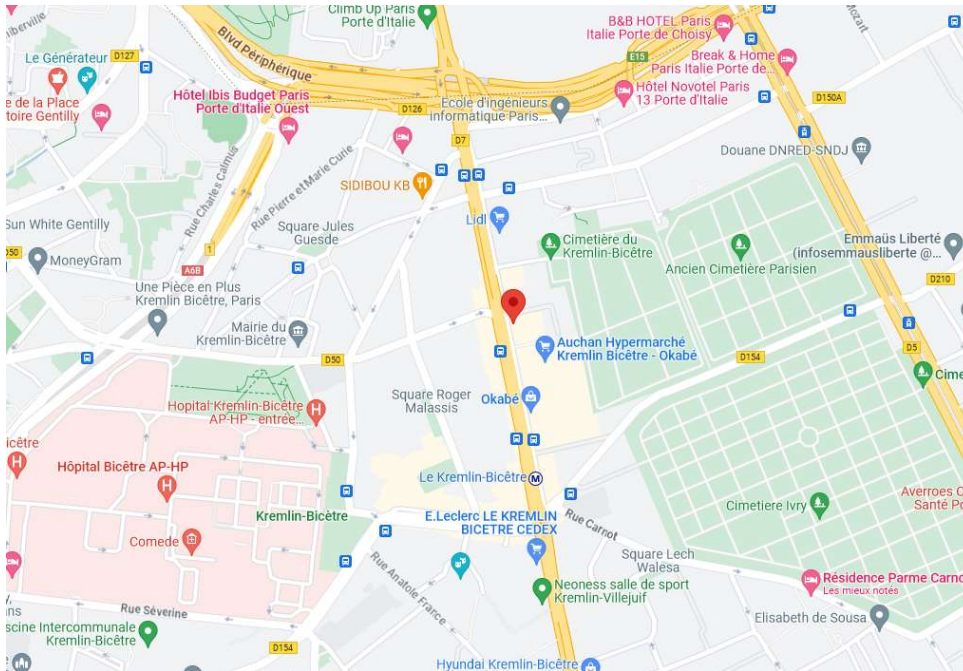 Climb Up Paris
Porte d'Italie
B&B HOTEL Paris
Italie Porte de Choisy
Mozart
Le Générateur
D127
Blvd Périphérique
E15
Break & Home
Paris Italie Porte de...
e de la Place
toire Gentilly
Hôtel Ibis Budget Paris
Porte d'Italie Ouest
D126
Ecole d'ingénieurs
informatique Paris...
Hôtel Novotel Paris
13 Porte d'Italie
D150A
D7
Douane DNRED-SNDJ
Rue Charles Calmus
Rue Pierre et Marie Curie
SIDIBOU KB
Sun White Gentilly
Square Jules
Guesde
Lidl
Cimetière du
Kremlin-Bicêtre
Ancien Cimetière Parisien
Emmaüs Liberté
(infosemmausliberte @...
D50
MoneyGram
1
A6B
D210
Une Pièce en Plus
Kremlin Bicêtre, Paris
Mairie du
Kremlin-Bicêtre
Auchan Hypermarché
Kremlin Bicêtre - Okabé
D50
D154
D5
Cime
Square Roger
Malassis
Okabé
Hopital Kremlin-Bicêtre
AP-HP - entrée...
icêtre
Hôpital Bicêtre AP-HP
Le Kremlin-Bicêtre
M
Averroes C
Santé Po
Cimetiere Ivry
Kremlin-Bicêtre
E.Leclerc LE KREMLIN
BICETRE CEDEX
Rue Carnot
Comede
Square Lech
Walesa
Rue Anatole France
Neoness salle de sport
Kremlin-Villejuif
Résidence Parme Carno
Les mieux notés
Rue Séverine
Elisabeth de Sousa
scine Intercommunale
Kremlin-Bicêtre
D154
Hyundai Kremlin-Bicêtre